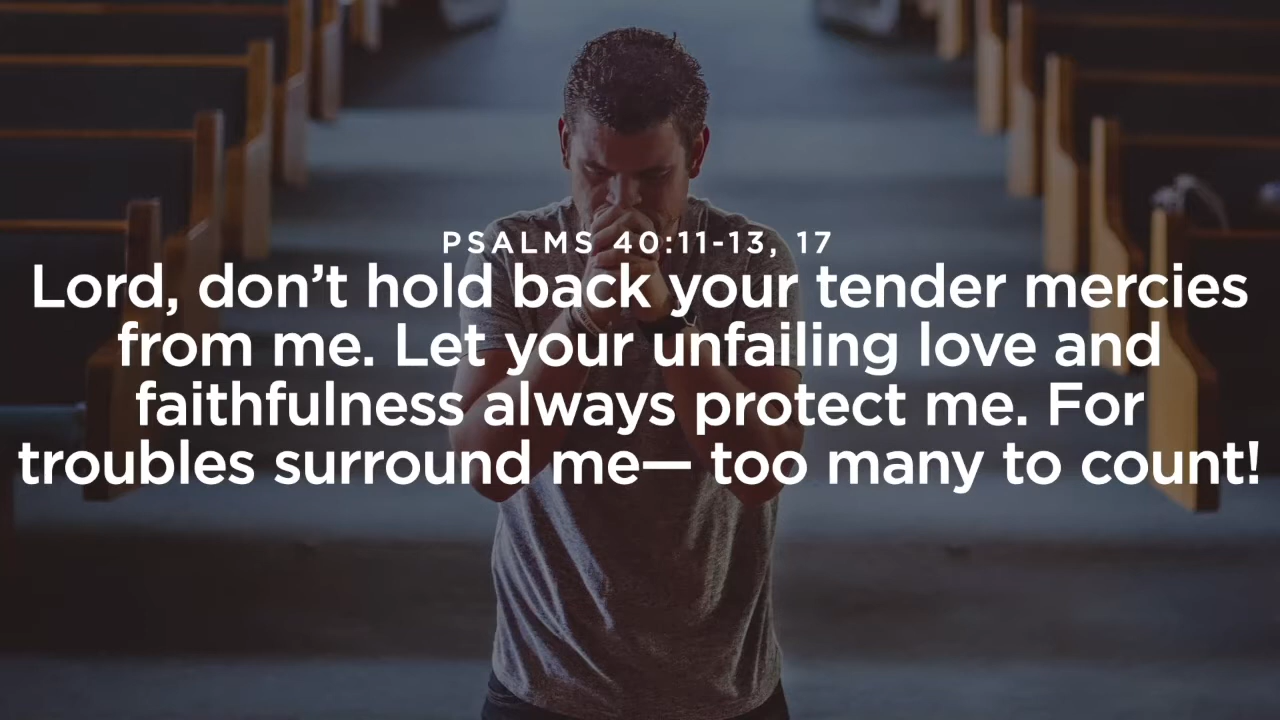 PSALMS 40:11-13, 17
Lord, don’t hold back your tender mercies
from me. Let your unfailing love and
faithfulness always protect me. For
troubles surround me— too many to count!